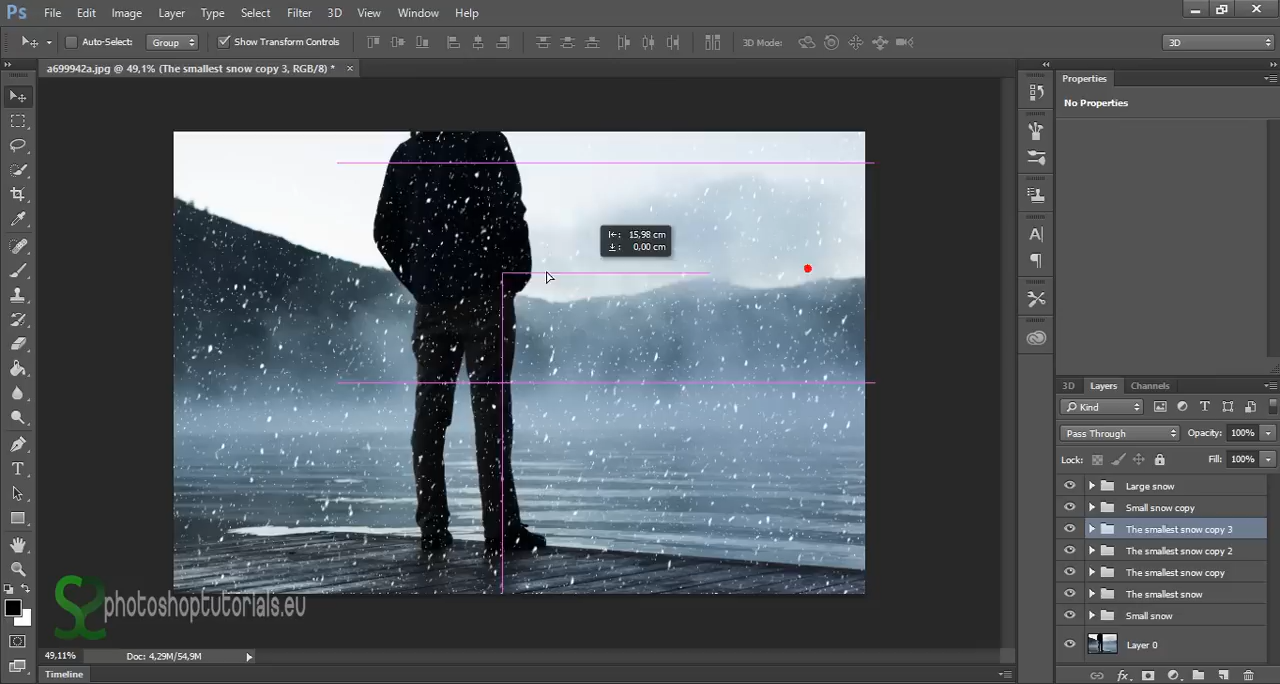 Ps File Edit Image Layer Type Select Filter 3D View Window Help
Auto-Select: Group Show Transform Controls 3D Mode: 3D
a699942a.jpg @ 49,1% (The smallest snow copy 3, RGB/8) *
Properties
No Properties
15,98 cm
0,00 cm
3D Layers Channels
Kind
Pass Through Opacity: 100%
Lock: Fill: 100%
Large snow
Small snow copy
The smallest snow copy 3
The smallest snow copy 2
The smallest snow copy
The smallest snow
Small snow
Layer 0
photoshoptutorials.eu
49,11% Doc: 4,29M/54,9M
Timeline